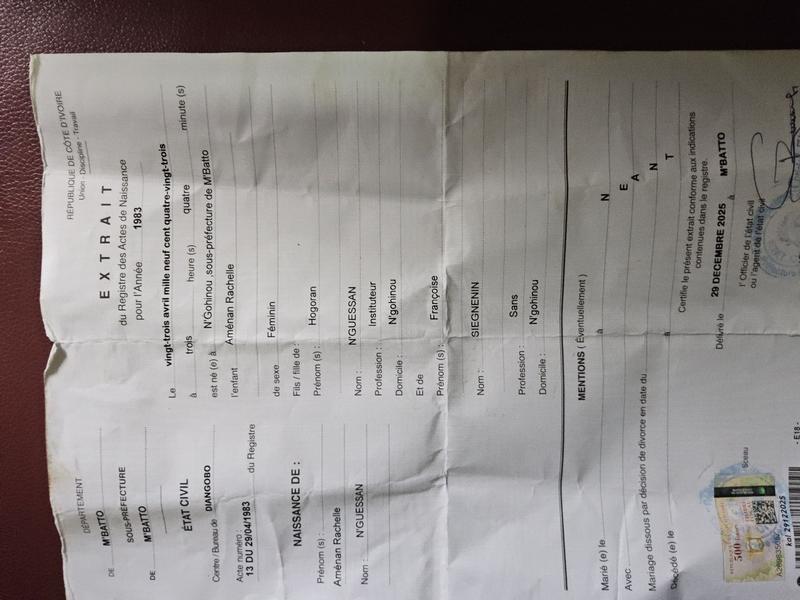 DÉPARTEMENT
DE M'BATTO
SOUS-PRÉFECTURE
DE M'BATTO
ÉTAT CIVIL
Centre / Bureau de DIANGOBO
Acte numéro :
13 DU 29/04/1983 du Registre
NAISSANCE DE :
Prénom (s) :
Aménan Rachelle
Nom : N'GUESSAN
RÉPUBLIQUE DE CÔTE D'IVOIRE
Union - Discipline - Travail
E X T R A I T
du Registre des Actes de Naissance
pour l'Année 1983
Le vingt-trois avril mille neuf cent quatre-vingt-trois
à trois heure (s) quatre minute (s)
est né (e) à N'Gohinou ,sous-préfecture de M'Batto
l'enfant Aménan Rachelle
de sexe Féminin
Fils / fille de :
Prénom (s) : Hogoran
Nom : N'GUESSAN
Profession : Instituteur
Domicile : N'gohinou
Et de
Prénom (s) : Françoise
Nom : SIEGNENIN
Profession : Sans
Domicile : N'gohinou
MENTIONS ( Éventuellement )
Marié (e) le à N
Avec E
A
Mariage dissous par décision de divorce en date du N
Décédé (e) le à T
Certifie le présent extrait conforme aux indications
contenues dans le registre.
Délivré le 29 DECEMBRE 2025 à M'BATTO
l' Officier de l'état civil
ou l'agent de l'état civil
Sceau
500
kal 29122025
- E18 -